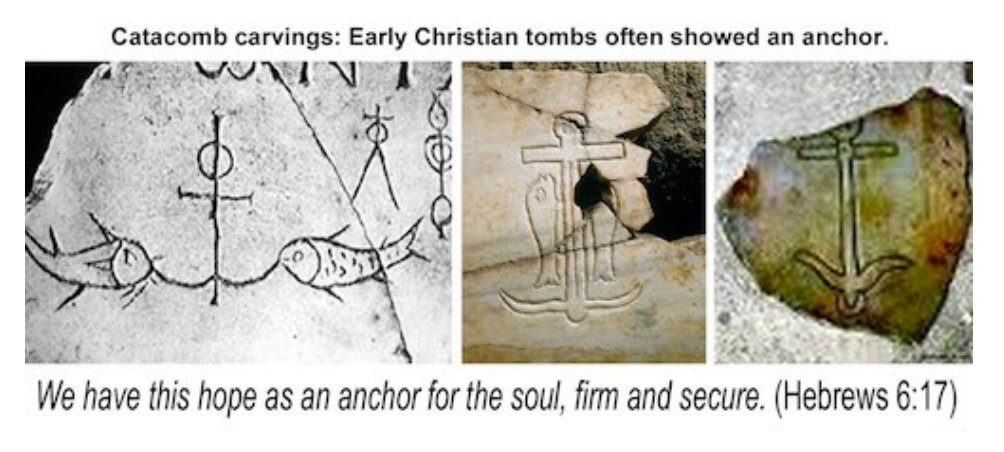 Catacomb carvings: Early Christian tombs often showed an anchor.
We have this hope as an anchor for the soul, firm and secure. (Hebrews 6:17)